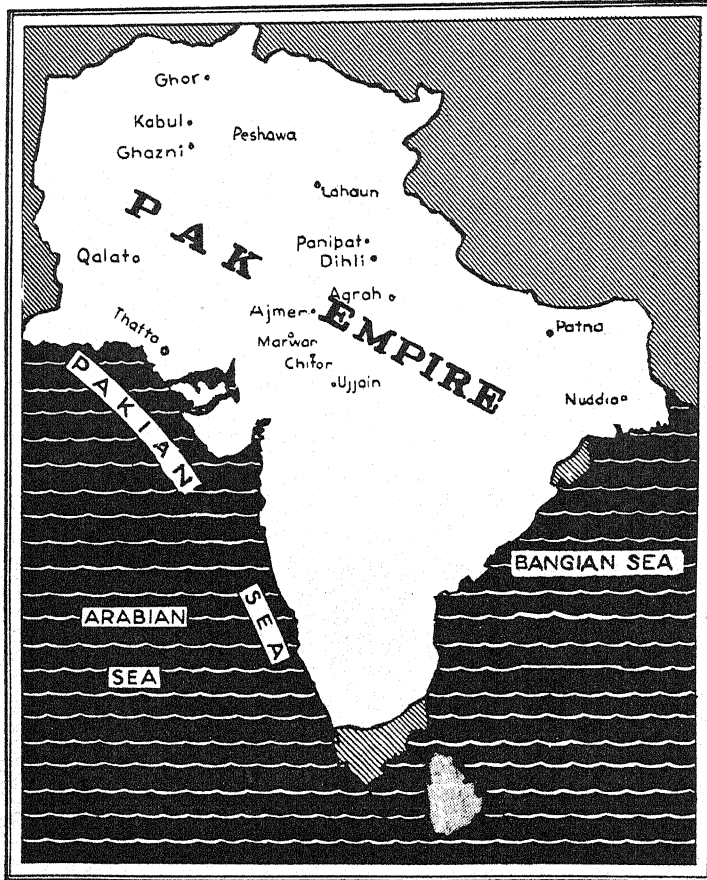 Ghor
Kabul
Ghazni
Peshawa
Lahaun
PAK EMPIRE
Panipat
Dihli
Qalat
Agrah
Ajmer
Thatta
Marwar
Chitor
Ujjain
Patna
Nuddia
PAKIAN SEA
BANGIAN SEA
ARABIAN
SEA